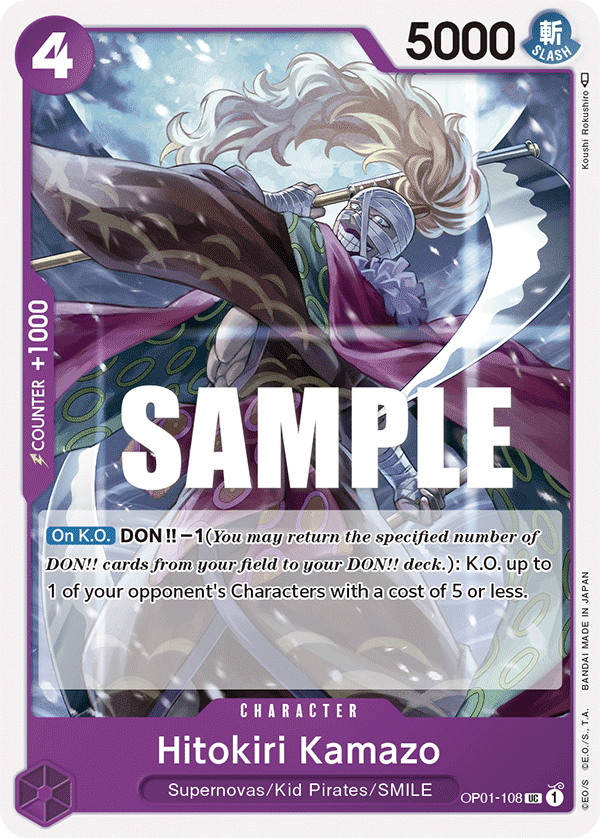 4
5000
斬
SLASH
Koushi Rokushiro
COUNTER +1000
SAMPLE
On K.O. DON!! −1(You may return the specified number of
DON!! cards from your field to your DON!! deck.): K.O. up to
1 of your opponent's Characters with a cost of 5 or less.
CHARACTER
Hitokiri Kamazo
Supernovas/Kid Pirates/SMILE
OP01-108 UC 1
©E.O./S., T.A. BANDAI MADE IN JAPAN
©EO/S